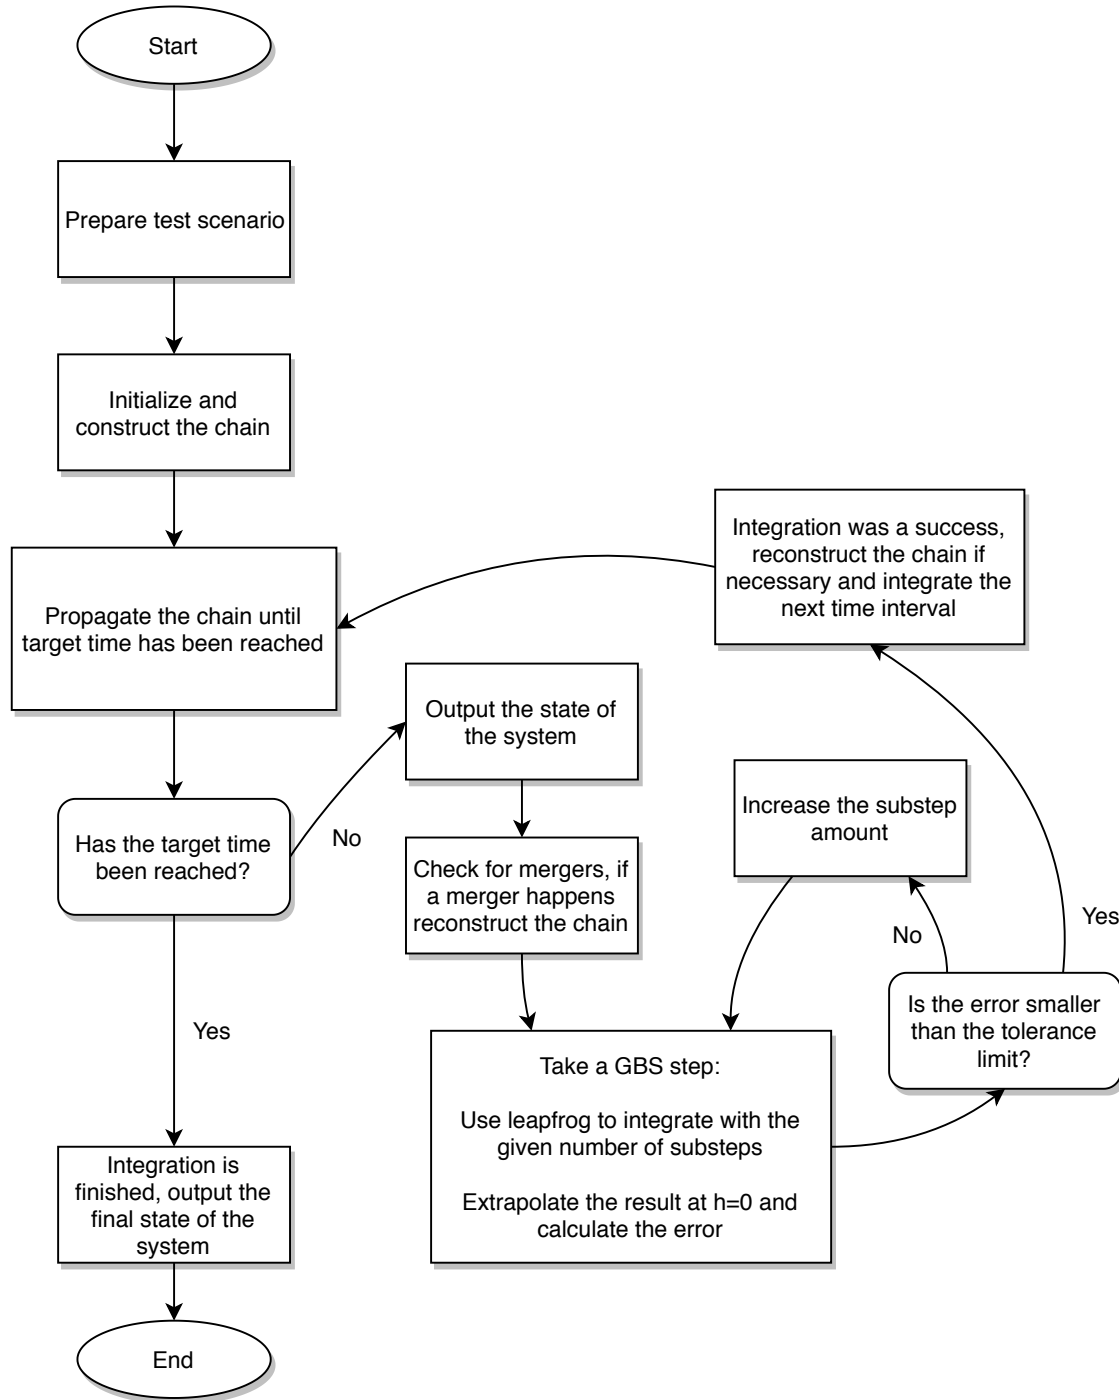 Start
Prepare test scenario
Initialize and
construct the chain
Propagate the chain until
target time has been reached
Has the target time
been reached?
No
Yes
Integration is
finished, output the
final state of the
system
End
Output the state of
the system
Check for mergers, if
a merger happens
reconstruct the chain
Take a GBS step:
Use leapfrog to integrate with the
given number of substeps
Extrapolate the result at h=0 and
calculate the error
Is the error smaller
than the tolerance
limit?
No
Increase the substep
amount
Yes
Integration was a success,
reconstruct the chain if
necessary and integrate the
next time interval